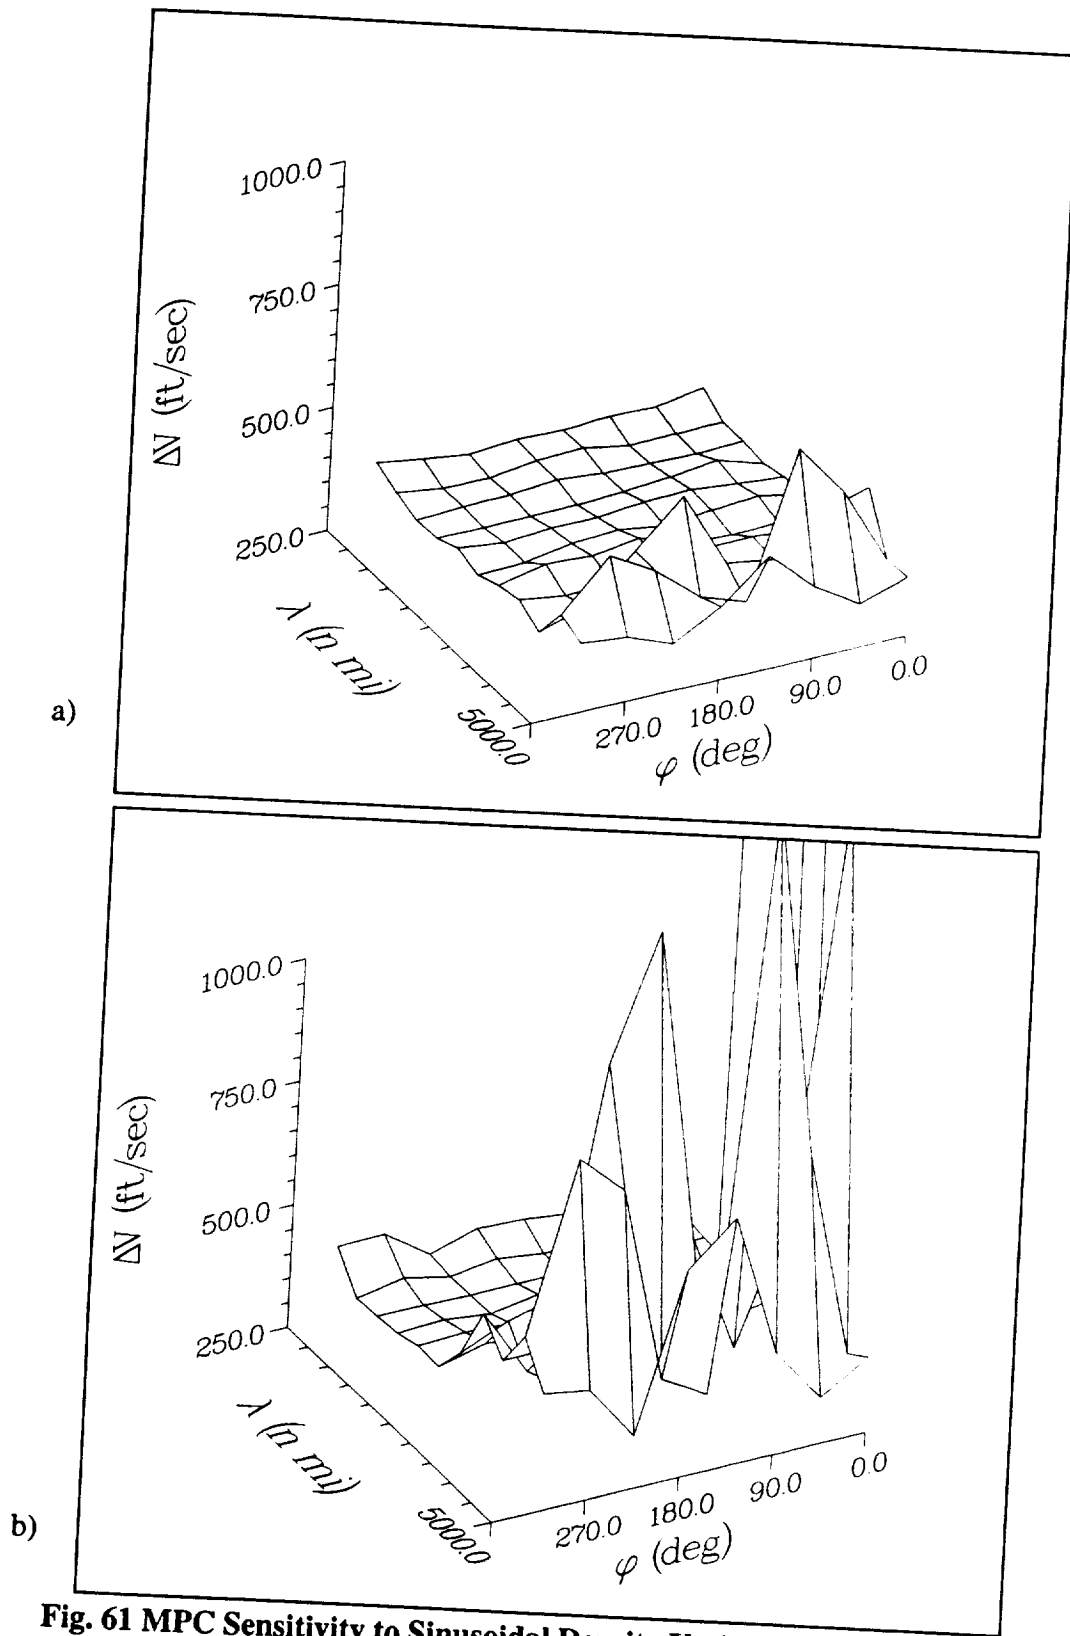 1000.0
750.0
ΔV (ft/sec)
500.0
250.0
λ (n mi)
5000.0
270.0
180.0
90.0
0.0
φ (deg)
a)
1000.0
750.0
ΔV (ft/sec)
500.0
250.0
λ (n mi)
5000.0
270.0
180.0
90.0
0.0
φ (deg)
b)
Fig. 61 MPC Sensitivity to Sinusoidol Density